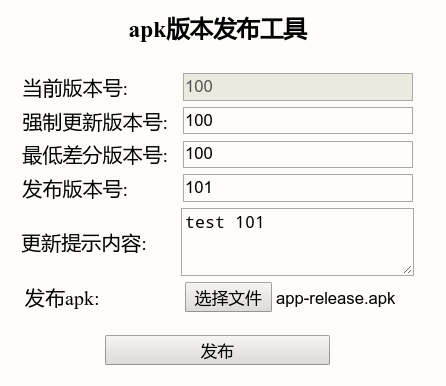 apk版本发布工具
当前版本号: 100
强制更新版本号: 100
最低差分版本号: 100
发布版本号: 101
更新提示内容: test 101
发布apk: 选择文件 app-release.apk
发布